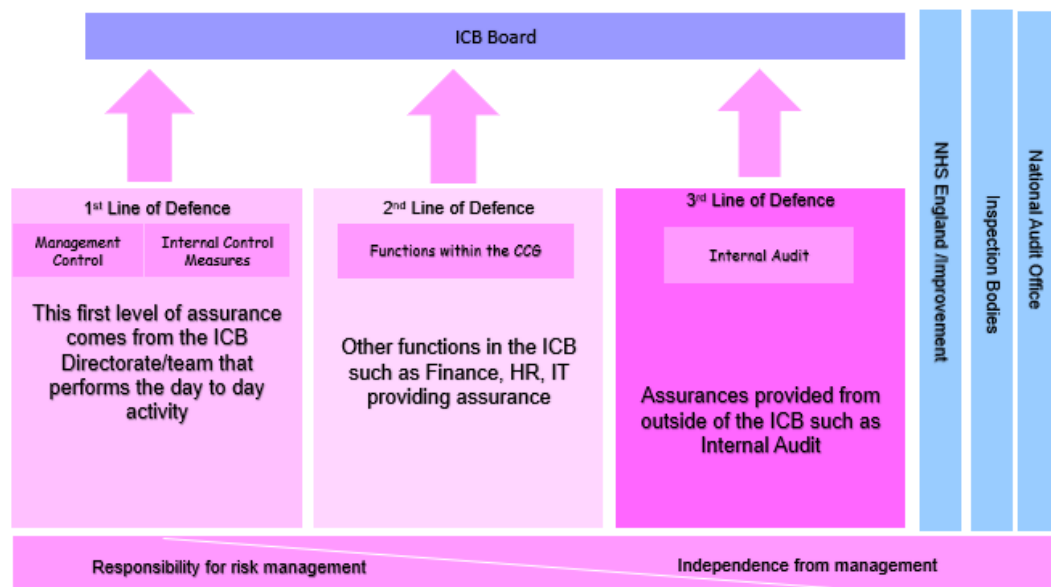 ICB Board
1st Line of Defence
Management
Control
Internal Control
Measures
This first level of assurance
comes from the ICB
Directorate/team that
performs the day to day
activity
2nd Line of Defence
Functions within the CCG
Other functions in the ICB
such as Finance, HR, IT
providing assurance
3rd Line of Defence
Internal Audit
Assurances provided from
outside of the ICB such as
Internal Audit
NHS England /Improvement
Inspection Bodies
National Audit Office
Responsibility for risk management
Independence from management